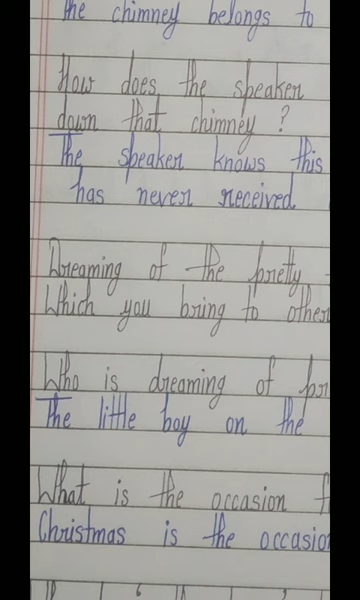 the chimney belongs to
How does the speaker
down that chimney ?
The speaker knows this
has never received
Dreaming of the pretty
Which you bring to other
Who is dreaming of
The little boy on the
What is the occasion
Christmas is the occasion